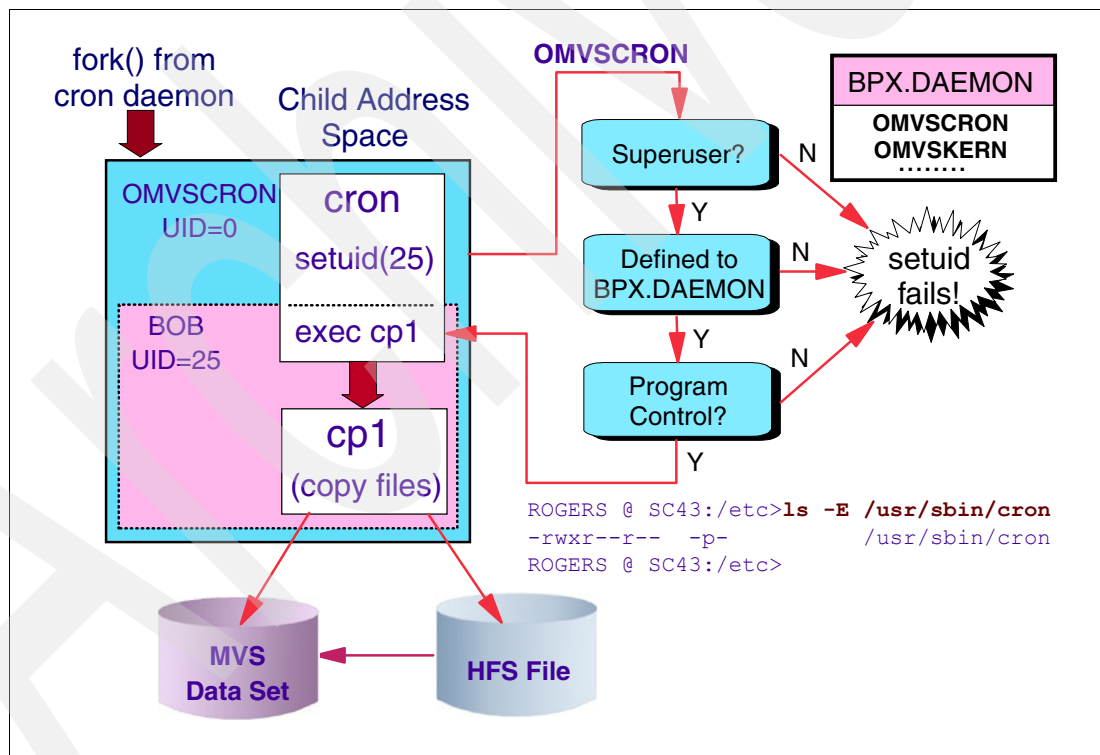 fork() from
cron daemon
Child Address
Space
OMVSCRON
UID=0
cron
setuid(25)
exec cp1
BOB
UID=25
cp1
(copy files)
MVS
Data Set
HFS File
OMVSCRON
Superuser?
N
Y
Defined to
BPX.DAEMON
N
Y
Program
Control?
N
Y
setuid
fails!
BPX.DAEMON
OMVSCRON
OMVSKERN
........
ROGERS @ SC43:/etc>ls -E /usr/sbin/cron
-rwxr--r-- -p- /usr/sbin/cron
ROGERS @ SC43:/etc>